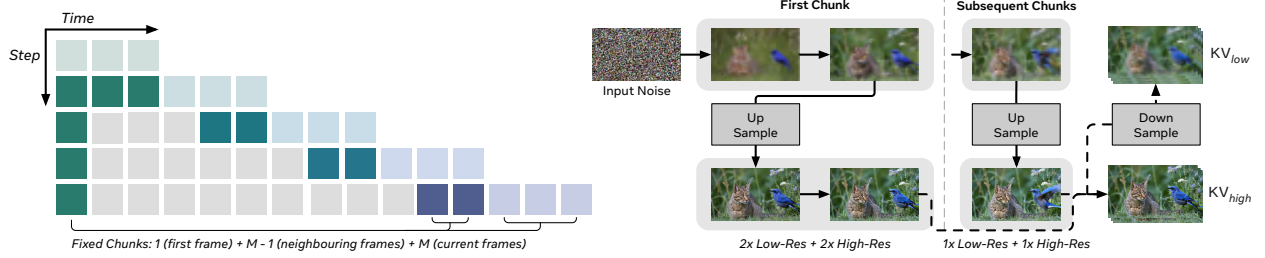 Time
Step
Fixed Chunks: 1 (first frame) + M - 1 (neighbouring frames) + M (current frames)
First Chunk
Subsequent Chunks
Input Noise
Up
Sample
Up
Sample
Down
Sample
KVlow
KVhigh
2x Low-Res + 2x High-Res
1x Low-Res + 1x High-Res